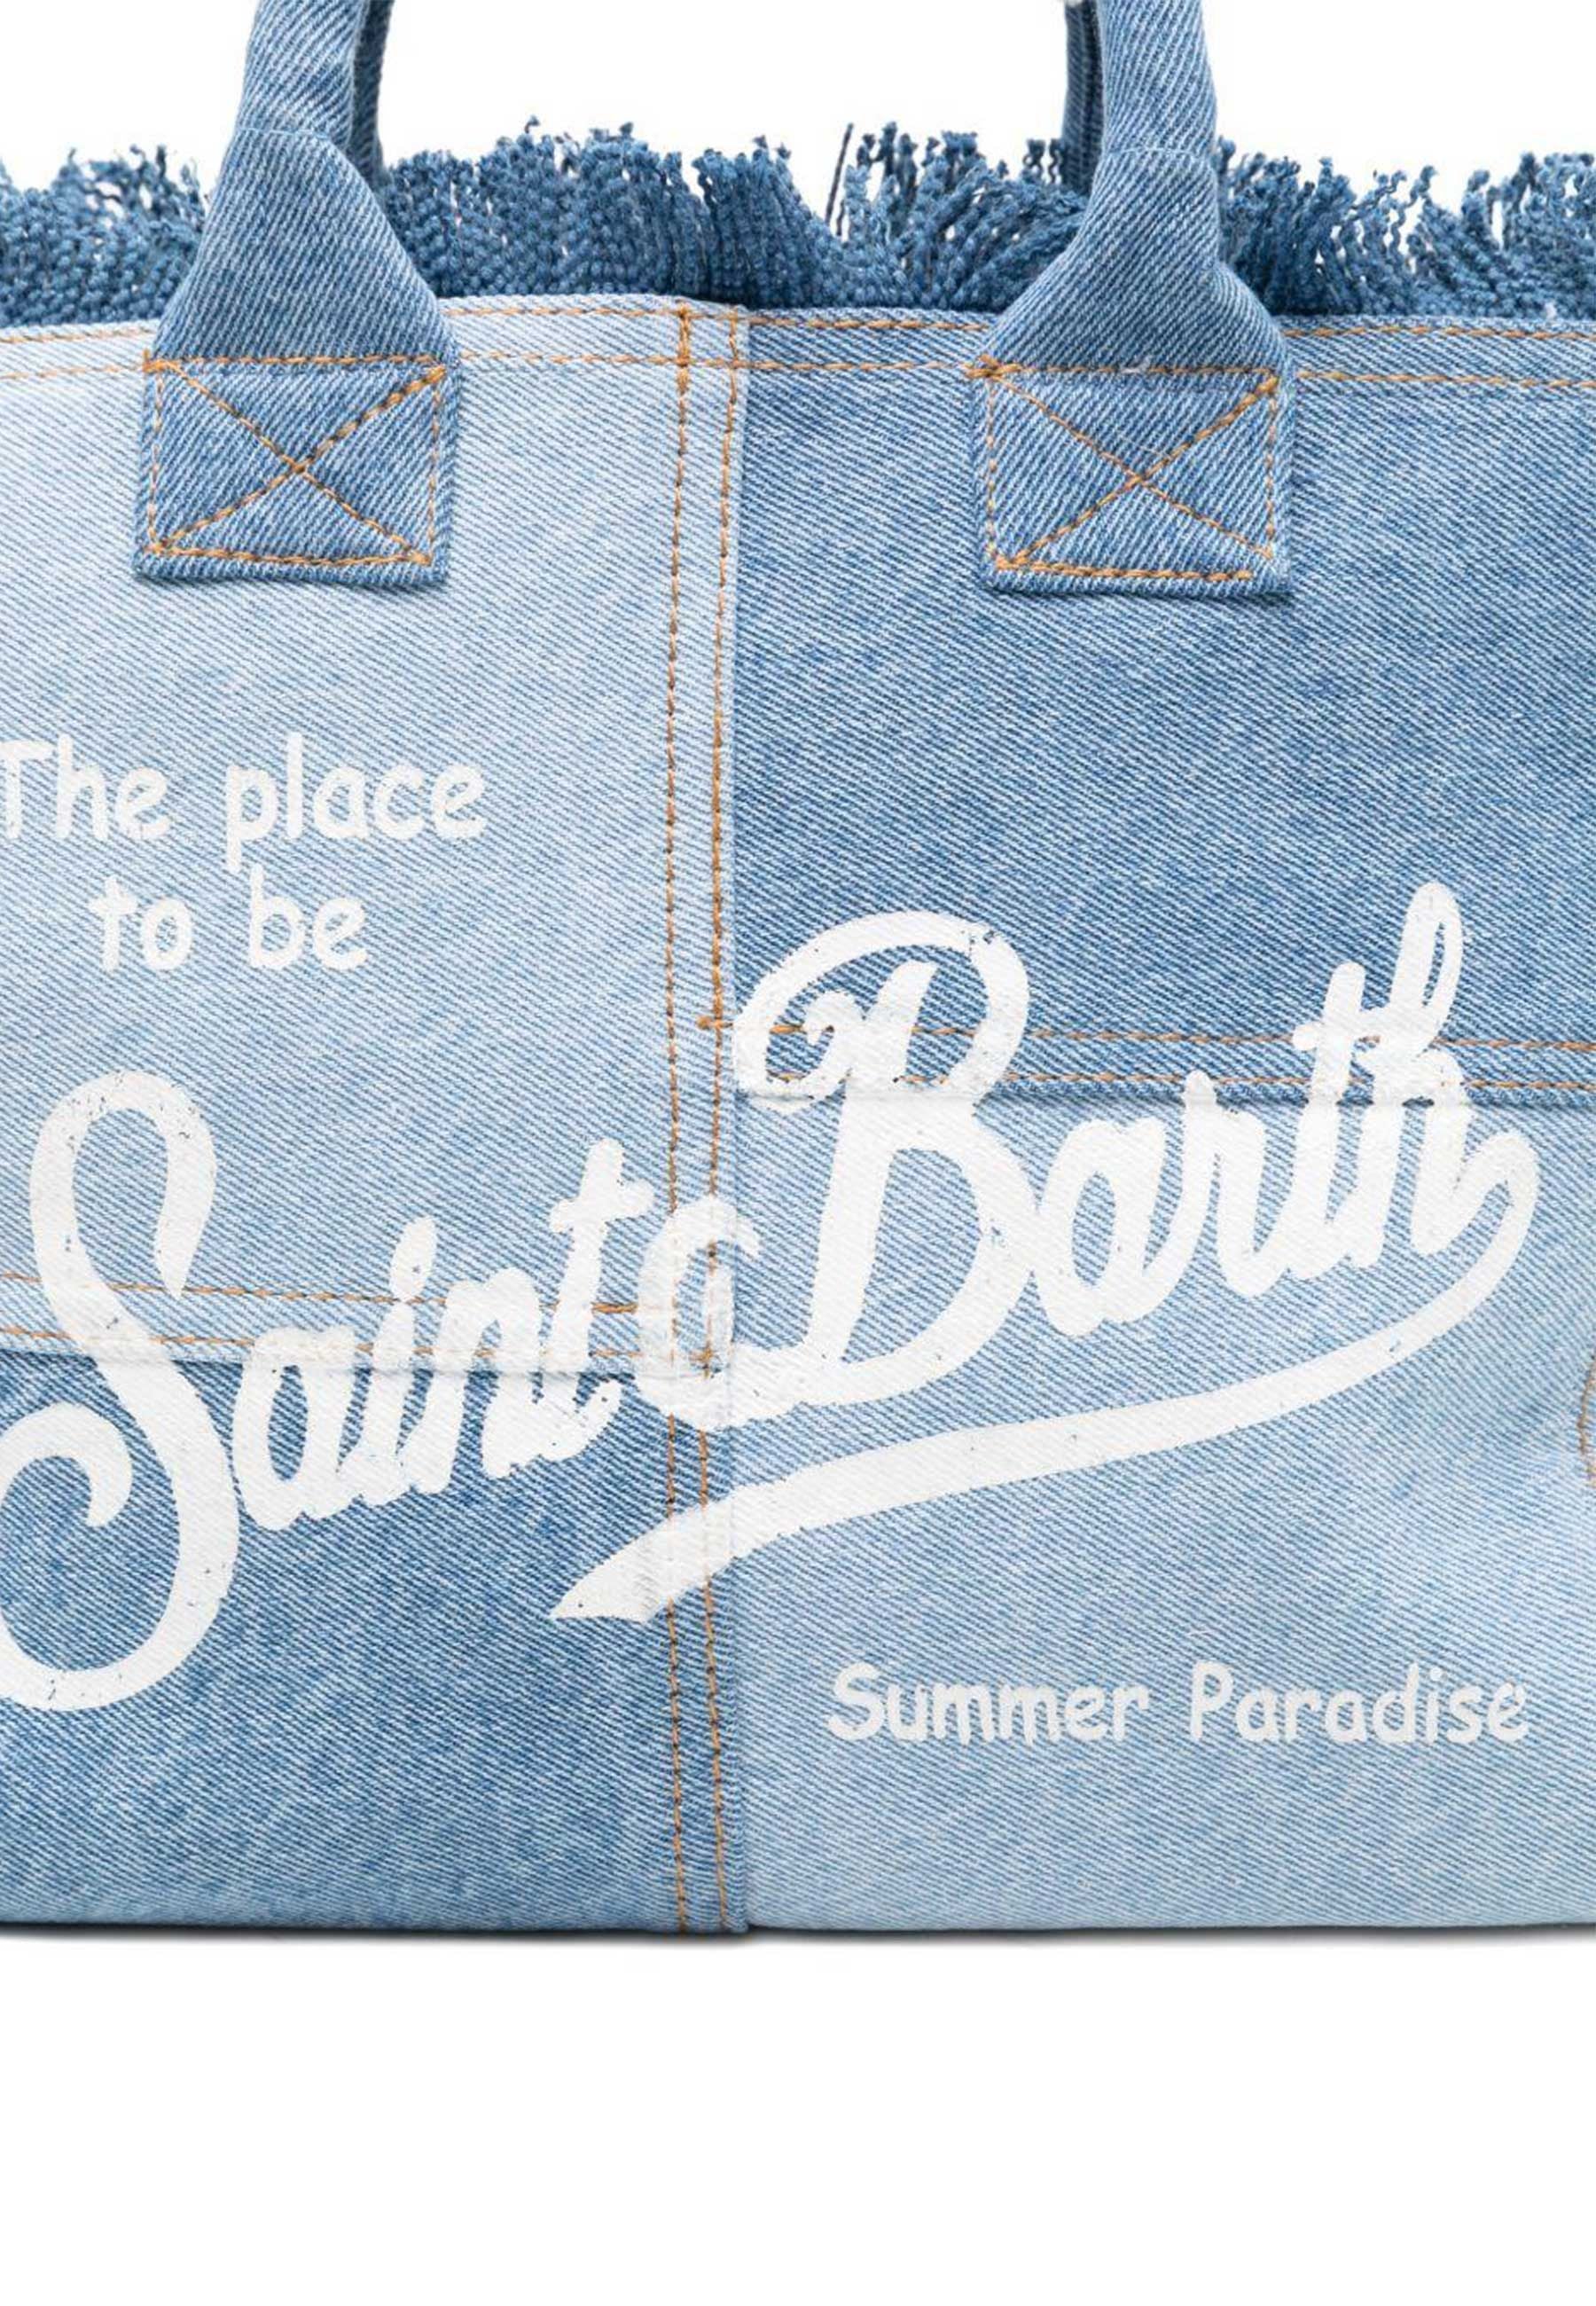 The place
to be
Saint Barth
Summer Paradise